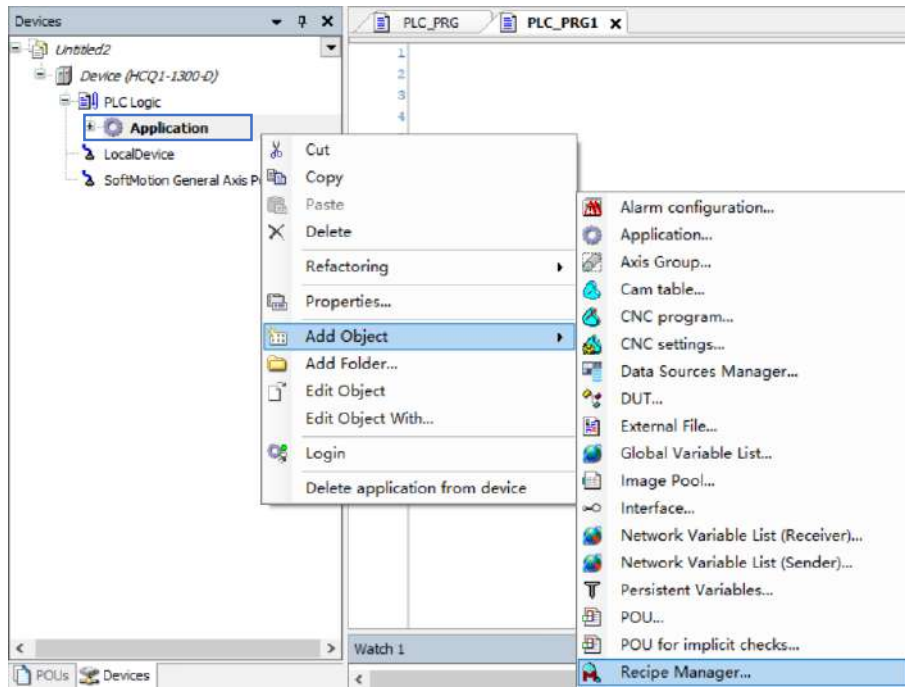 Devices
Untitled2
Device (HCQ1-1300-D)
PLC Logic
Application
LocalDevice
SoftMotion General Axis P
PLC_PRG
PLC_PRG1
1
2
3
4
Cut
Copy
Paste
Delete
Refactoring
Properties...
Add Object
Add Folder...
Edit Object
Edit Object With...
Login
Delete application from device
Alarm configuration...
Application...
Axis Group...
Cam table...
CNC program...
CNC settings...
Data Sources Manager...
DUT...
External File...
Global Variable List...
Image Pool...
Interface...
Network Variable List (Receiver)...
Network Variable List (Sender)...
Persistent Variables...
POU...
POU for implicit checks...
Recipe Manager...
Watch 1
POUs
Devices